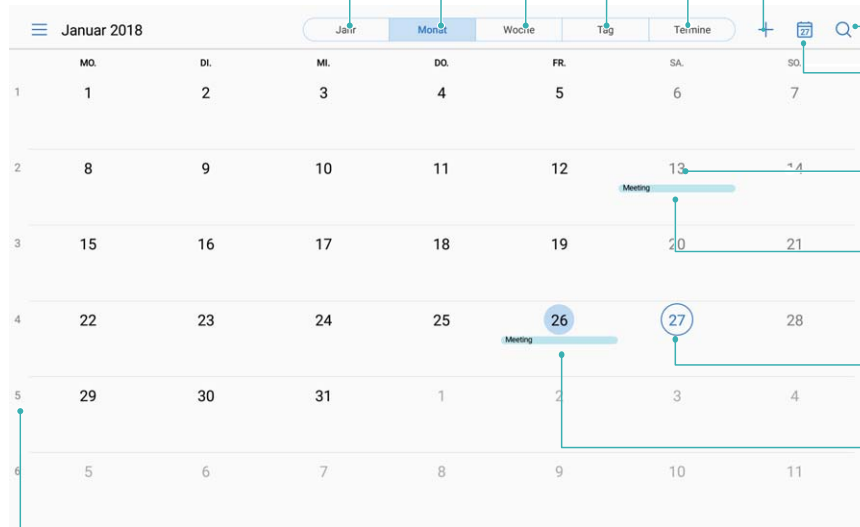 Januar 2018 Jahr Monat Woche Tag Termine 27
MO. DI. MI. DO. FR. SA. SO.
1 1 2 3 4 5 6 7
2 8 9 10 11 12 13 14
Meeting
3 15 16 17 18 19 20 21
4 22 23 24 25 26 27 28
Meeting
5 29 30 31 1 2 3 4
6 5 6 7 8 9 10 11